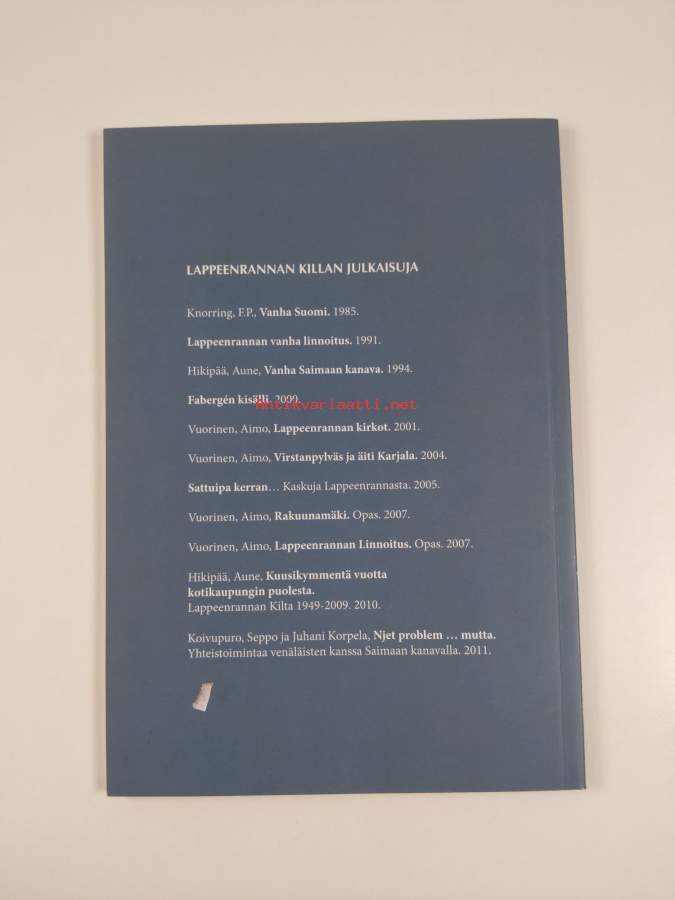 LAPPEENRANNAN KILLAN JULKAISUJA
Knorring, F.P., Vanha Suomi. 1985.
Lappeenrannan vanha linnoitus. 1991.
Hikipää, Aune, Vanha Saimaan kanava. 1994.
Fabergén kisälli. 2000.
Antikvariaatti.net
Vuorinen, Aimo, Lappeenrannan kirkot. 2001.
Vuorinen, Aimo, Virstanpylväs ja äiti Karjala. 2004.
Sattuipa kerran… Kaskuja Lappeenrannasta. 2005.
Vuorinen, Aimo, Rakuunamäki. Opas. 2007.
Vuorinen, Aimo, Lappeenrannan Linnoitus. Opas. 2007.
Hikipää, Aune, Kuusikymmentä vuotta
kotikaupungin puolesta.
Lappeenrannan Kilta 1949-2009. 2010.
Koivupuro, Seppo ja Juhani Korpela, Njet problem … mutta.
Yhteistoimintaa venäläisten kanssa Saimaan kanavalla. 2011.